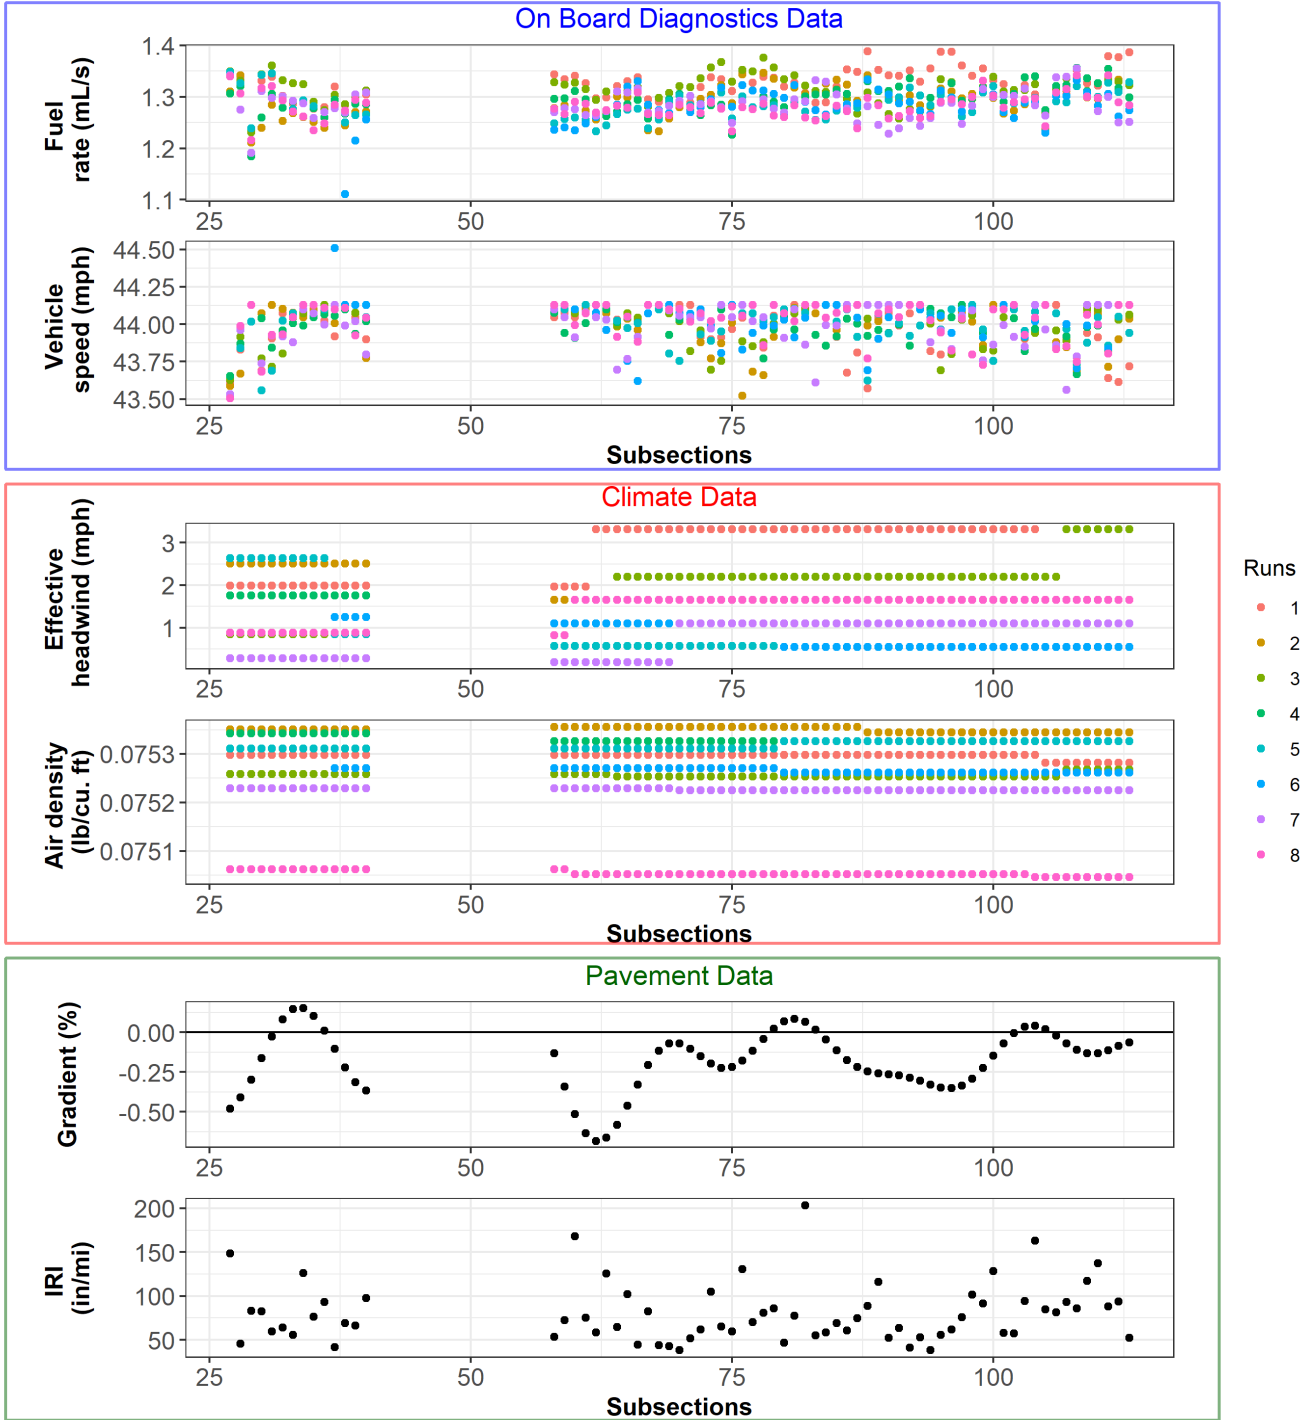 On Board Diagnostics Data
Fuel
rate (mL/s)
1.4
1.3
1.2
1.1
25 50 75 100
Vehicle
speed (mph)
44.50
44.25
44.00
43.75
43.50
25 50 75 100
Subsections
Climate Data
Effective
headwind (mph)
3
2
1
25 50 75 100
Air density
(lb/cu. ft)
0.0753
0.0752
0.0751
25 50 75 100
Subsections
Runs
1
2
3
4
5
6
7
8
Pavement Data
Gradient (%)
0.00
-0.25
-0.50
25 50 75 100
IRI
(in/mi)
200
150
100
50
25 50 75 100
Subsections